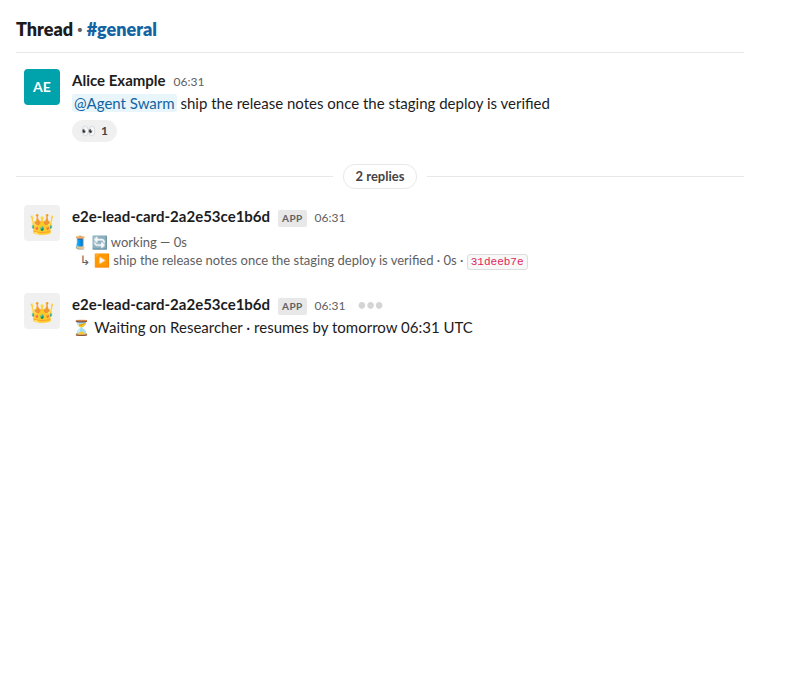 Thread • #general
AE
Alice Example 06:31
@Agent Swarm ship the release notes once the staging deploy is verified
👀 1
2 replies
e2e-lead-card-2a2e53ce1b6d APP 06:31
🧵 🔄 working — 0s
↳ ▶️ ship the release notes once the staging deploy is verified · 0s · 31deeb7e
e2e-lead-card-2a2e53ce1b6d APP 06:31
⏳ Waiting on Researcher · resumes by tomorrow 06:31 UTC